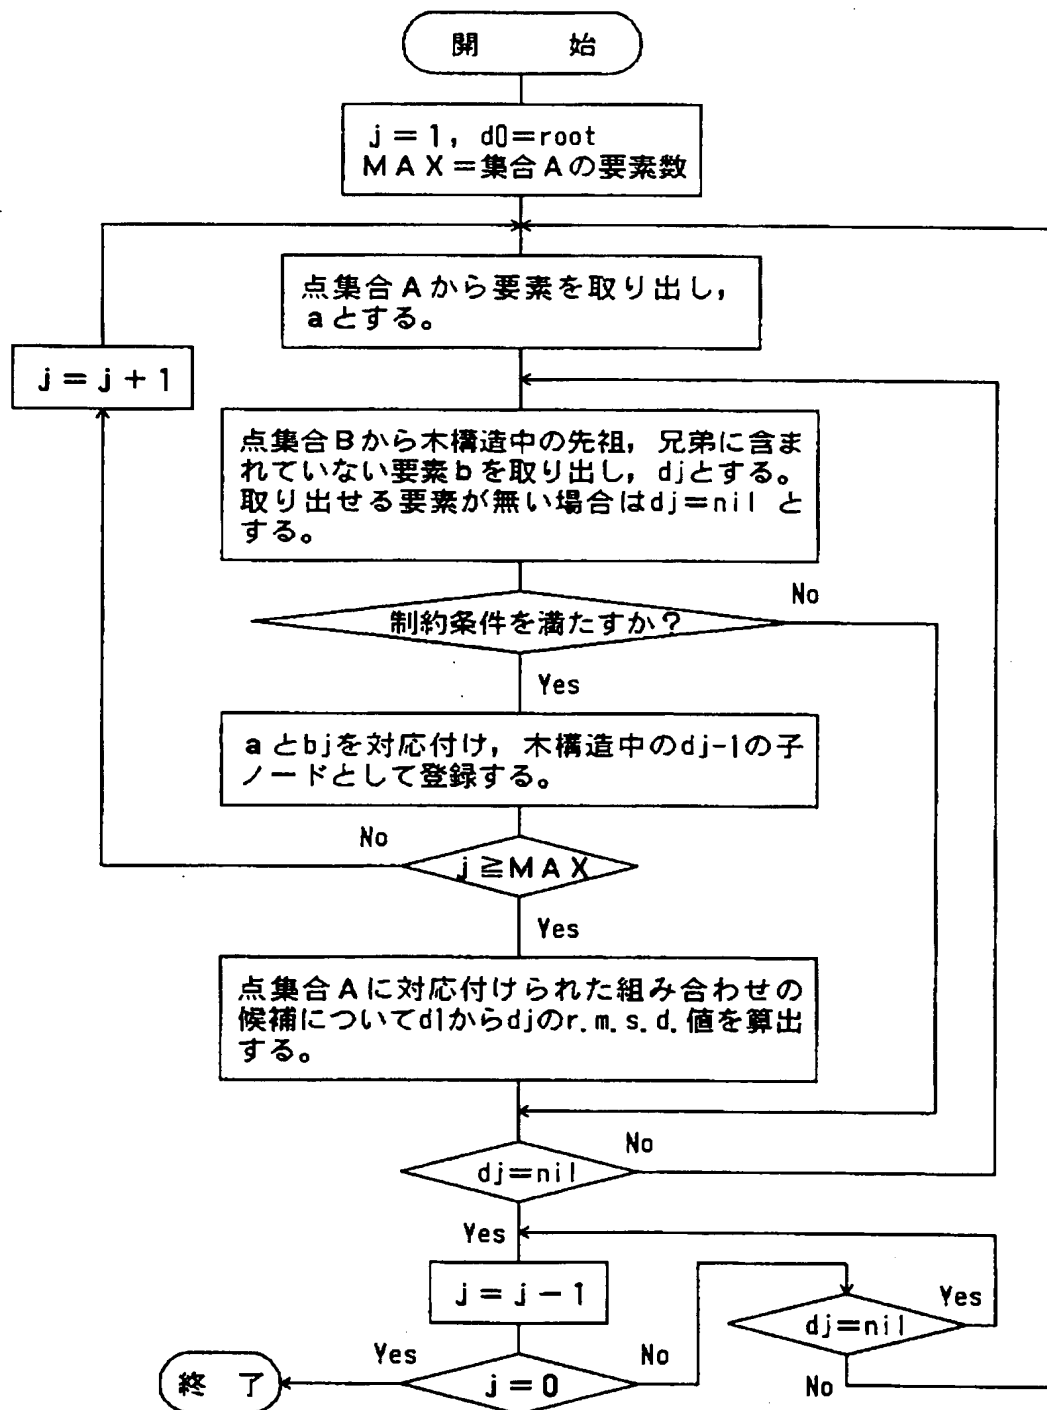 開 始
j=1, d0=root
MAX=集合Aの要素数
点集合Aから要素を取り出し，
aとする。
j=j+1
点集合Bから木構造中の先祖，兄弟に含ま
れていない要素bを取り出し，djとする。
取り出せる要素が無い場合はdj=nil と
する。
No
制約条件を満たすか？
Yes
aとbjを対応付け，木構造中のdj-1の子
ノードとして登録する。
No
j≧MAX
Yes
点集合Aに対応付けられた組み合わせの
候補についてd1からdjのr.m.s.d.値を算出
する。
No
dj=nil
Yes
j=j-1
Yes
dj=nil
Yes
No
終 了
j=0
No